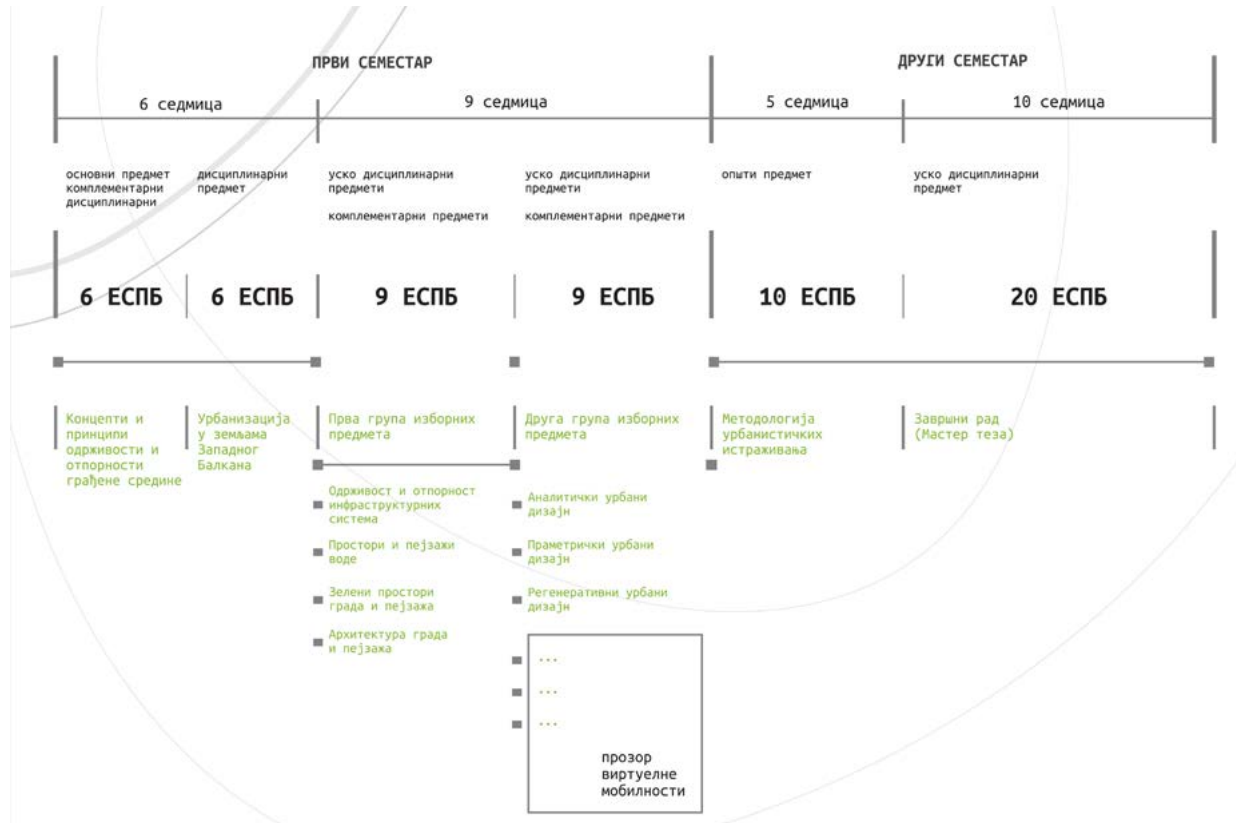 ПРВИ СЕМЕСТАР
ДРУГИ СЕМЕСТАР
6 седмица
9 седмица
5 седмица
10 седмица
основни предмет
комплементарни
дисциплинарни
дисциплинарни
предмет
уско дисциплинарни
предмети
комплементарни предмети
уско дисциплинарни
предмети
комплементарни предмети
општи предмет
уско дисциплинарни
предмет
6 ЕСПБ
6 ЕСПБ
9 ЕСПБ
9 ЕСПБ
10 ЕСПБ
20 ЕСПБ
Концепти и
принципи
одрживости и
отпорности
грађене средине
Урбанизација
у земљама
Западног
Балкана
Прва група изборних
предмета
Одрживост и отпорност
инфраструктурних
система
Простори и пејзажи
воде
Зелени простори
града и пејзажа
Архитектура града
и пејзажа
Друга група изборних
предмета
Аналитички урбани
дизајн
Праметрички урбани
дизајн
Регенеративни урбани
дизајн
...
...
...
прозор
виртуелне
мобилности
Методологија
урбанистичких
истраживања
Завршни рад
(Мастер теза)